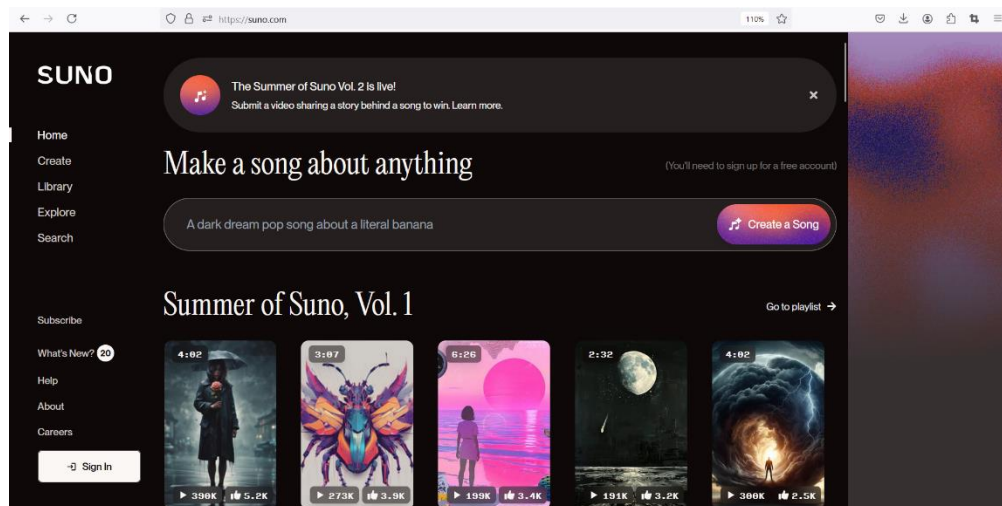 https://suno.com
110%
SUNO
Home
Create
Library
Explore
Search
Subscribe
What's New? 20
Help
About
Careers
Sign In
The Summer of Suno Vol. 2 is live!
Submit a video sharing a story behind a song to win. Learn more.
Make a song about anything
(You'll need to sign up for a free account)
A dark dream pop song about a literal banana
Create a Song
Summer of Suno, Vol. 1
Go to playlist
4:02
390K 5.2K
3:07
273K 3.9K
6:26
199K 3.4K
2:32
191K 3.2K
4:02
300K 2.5K